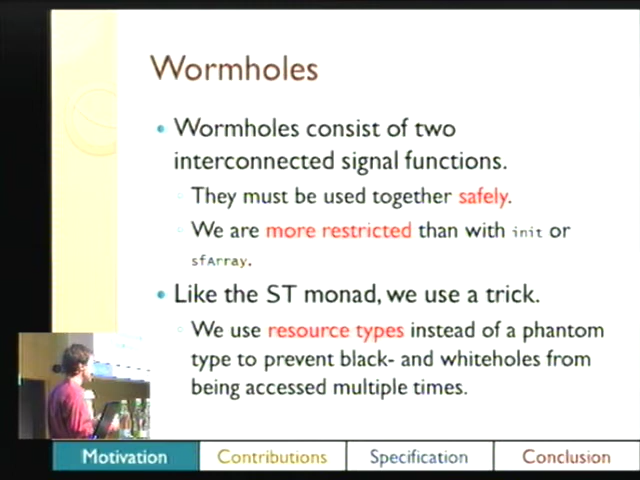 Wormholes
Wormholes consist of two
interconnected signal functions.
They must be used together safely.
We are more restricted than with init or
sfArray.
Like the ST monad, we use a trick.
We use resource types instead of a phantom
type to prevent black- and whiteholes from
being accessed multiple times.
Motivation
Contributions
Specification
Conclusion